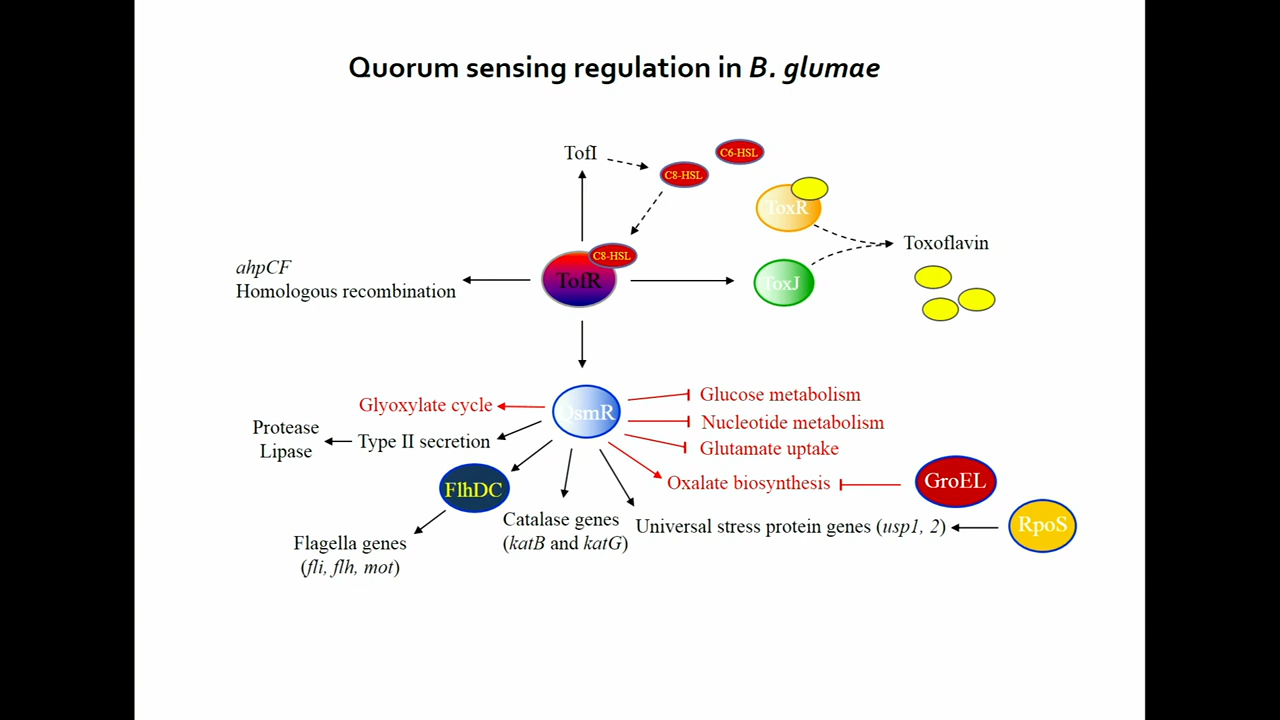 Quorum sensing regulation in B. glumae
TofI
C6-HSL
C8-HSL
ToxR
Toxoflavin
C8-HSL
ahpCF
Homologous recombination
TofR
ToxJ
Glyoxylate cycle
QsmR
Glucose metabolism
Nucleotide metabolism
Glutamate uptake
Protease
Lipase
Type II secretion
Oxalate biosynthesis
GroEL
FlhDC
Catalase genes
(katB and katG)
Universal stress protein genes (usp1, 2)
RpoS
Flagella genes
(fli, flh, mot)